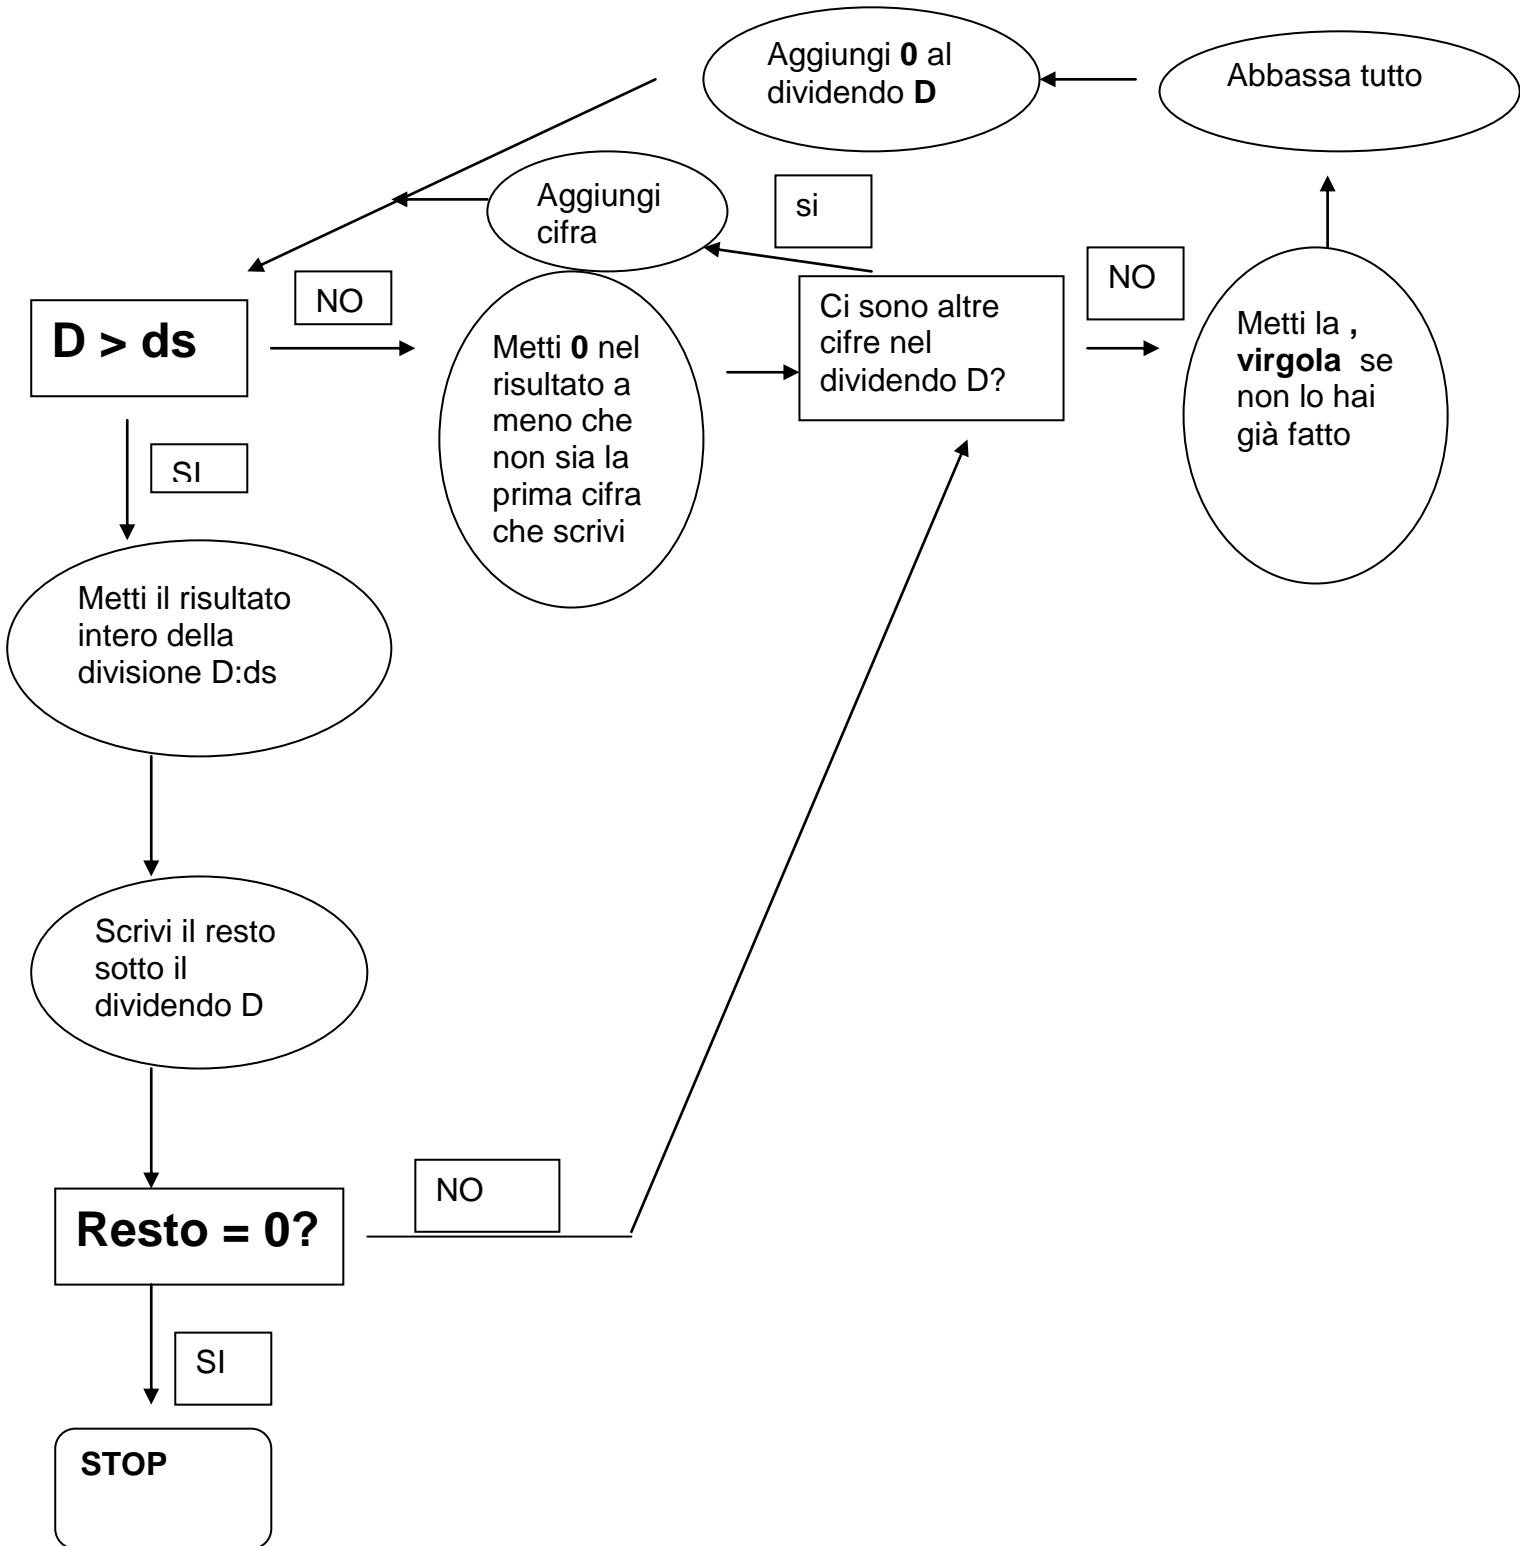 Aggiungi 0 al
dividendo D
Abbassa tutto
Aggiungi
cifra
si
NO
D > ds
NO
Metti 0 nel
risultato a
meno che
non sia la
prima cifra
che scrivi
Ci sono altre
cifre nel
dividendo D?
Metti la ,
virgola se
non lo hai
già fatto
SI
Metti il risultato
intero della
divisione D:ds
Scrivi il resto
sotto il
dividendo D
Resto = 0?
NO
SI
STOP